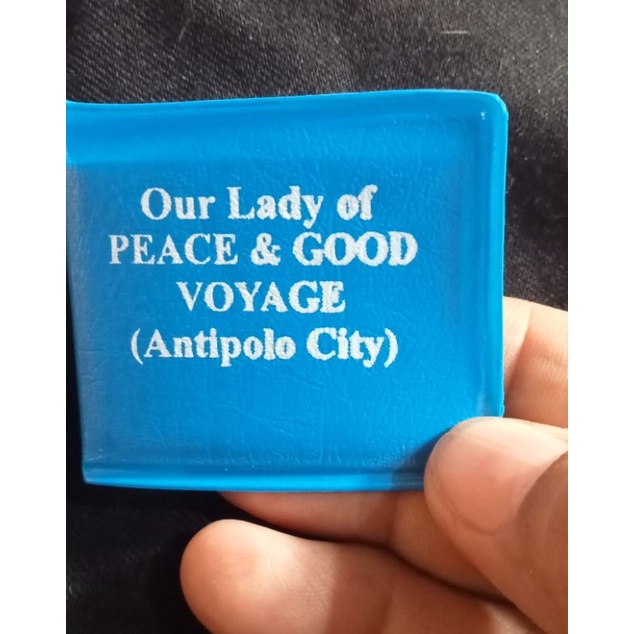 Our Lady of
PEACE & GOOD
VOYAGE
(Antipolo City)